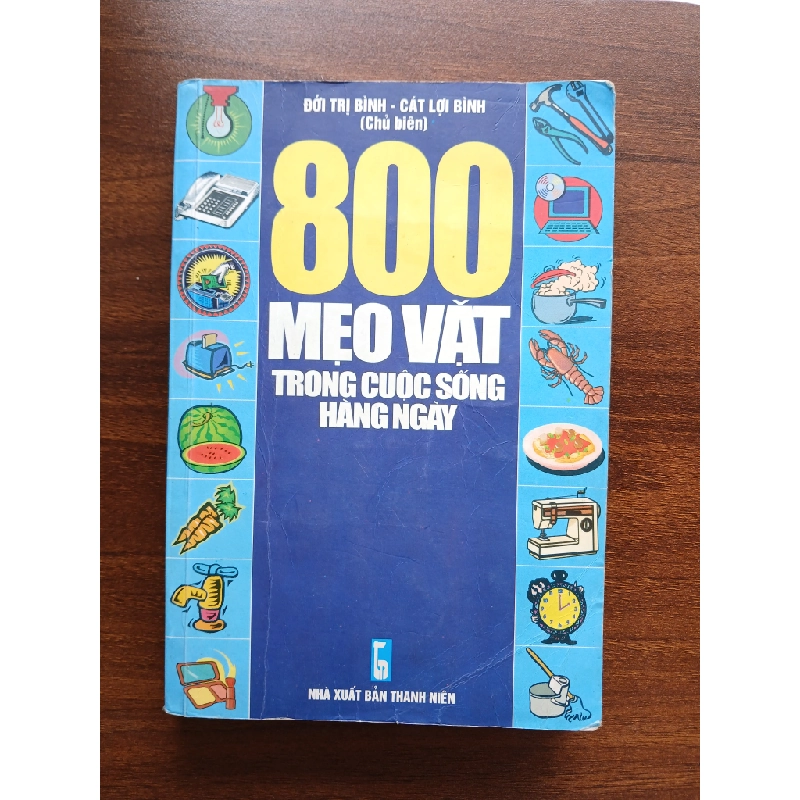 ĐỚI TRỊ BÌNH - CÁT LỢI BÌNH
(Chủ biên)
800
MẸO VẶT
TRONG CUỘC SỐNG
HÀNG NGÀY
NHÀ XUẤT BẢN THANH NIÊN